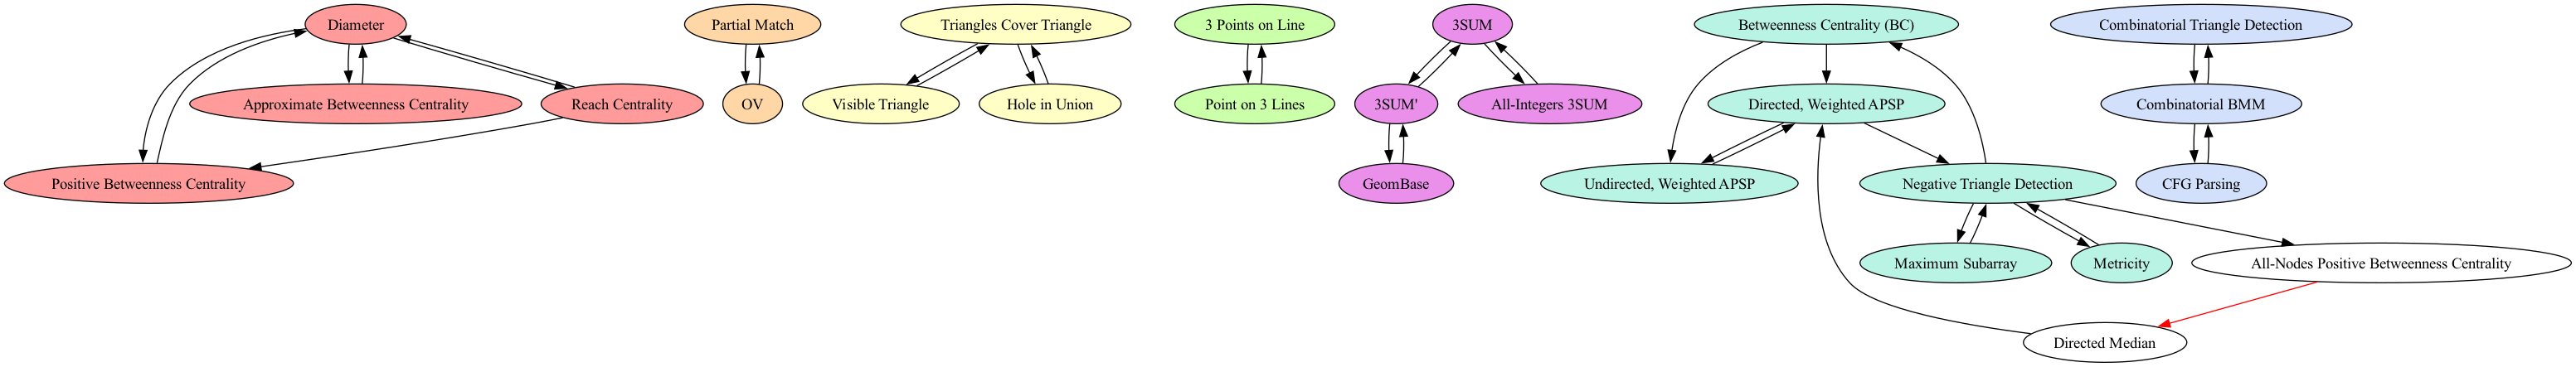 Diameter
Partial Match
Triangles Cover Triangle
3 Points on Line
3SUM
Betweenness Centrality (BC)
Combinatorial Triangle Detection
Approximate Betweenness Centrality
Reach Centrality
OV
Visible Triangle
Hole in Union
Point on 3 Lines
3SUM'
All-Integers 3SUM
Directed, Weighted APSP
Combinatorial BMM
Positive Betweenness Centrality
GeomBase
Undirected, Weighted APSP
Negative Triangle Detection
CFG Parsing
Maximum Subarray
Metricity
All-Nodes Positive Betweenness Centrality
Directed Median